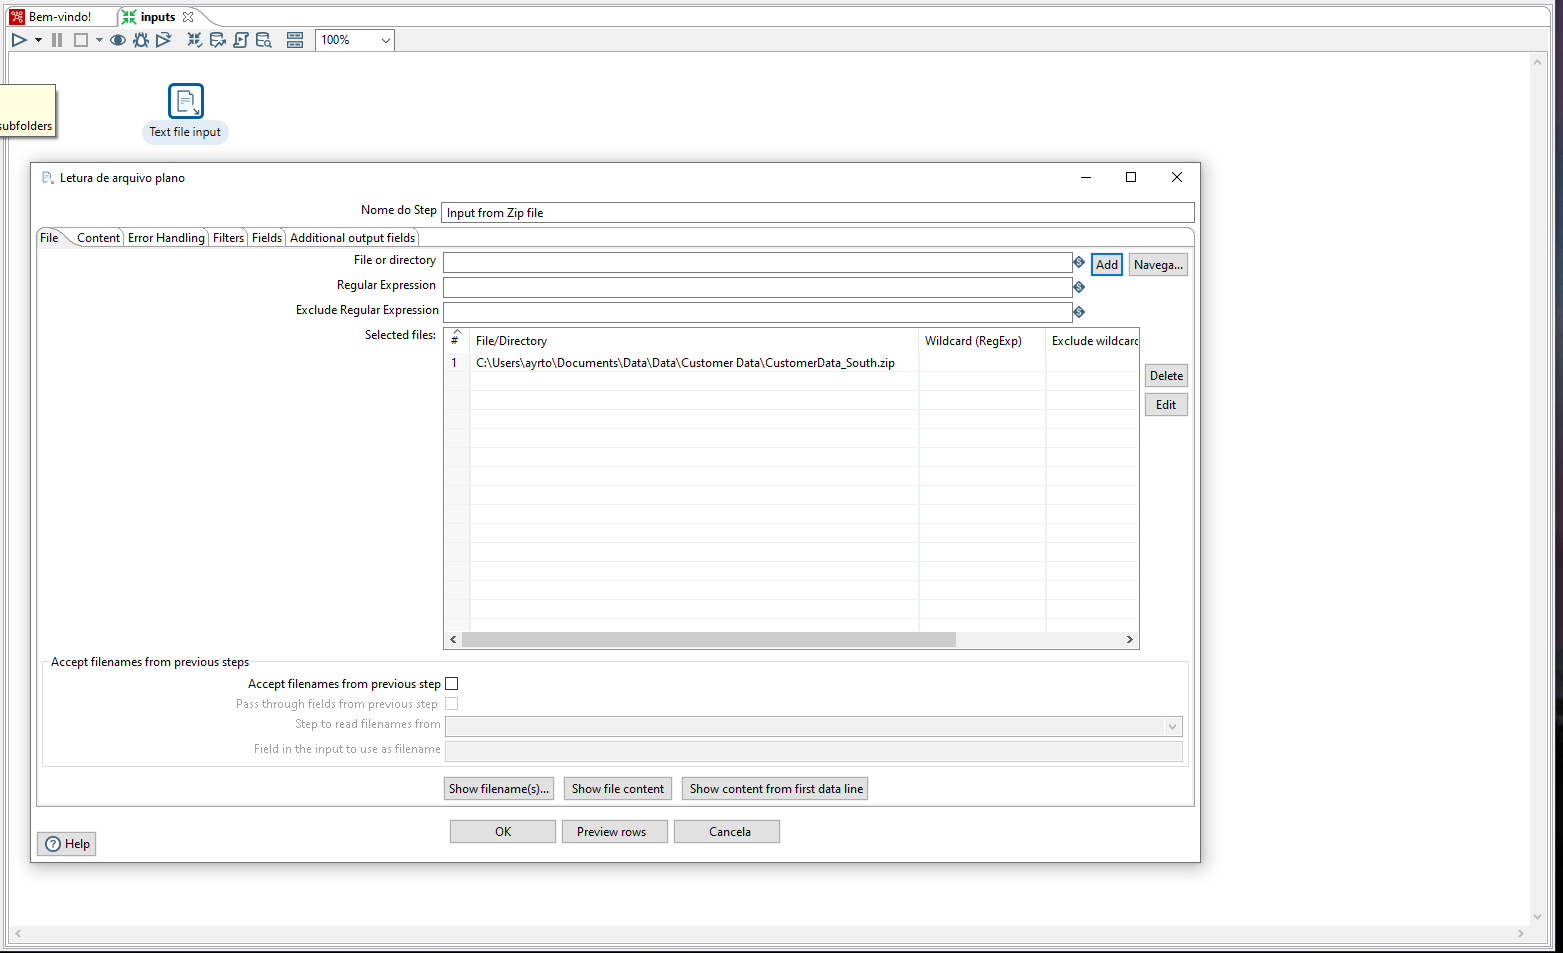 Bem-vindo!
inputs
100%
subfolders
Text file input
Letura de arquivo plano
Nome do Step
Input from Zip file
File
Content
Error Handling
Filters
Fields
Additional output fields
File or directory
Add
Navega...
Regular Expression
Exclude Regular Expression
Selected files:
#
File/Directory
Wildcard (RegExp)
Exclude wildcard
1
C:\Users\ayrto\Documents\Data\Data\Customer Data\CustomerData_South.zip
Delete
Edit
Accept filenames from previous steps
Accept filenames from previous step
Pass through fields from previous step
Step to read filenames from
Field in the input to use as filename
Show filename(s)...
Show file content
Show content from first data line
OK
Preview rows
Cancela
Help